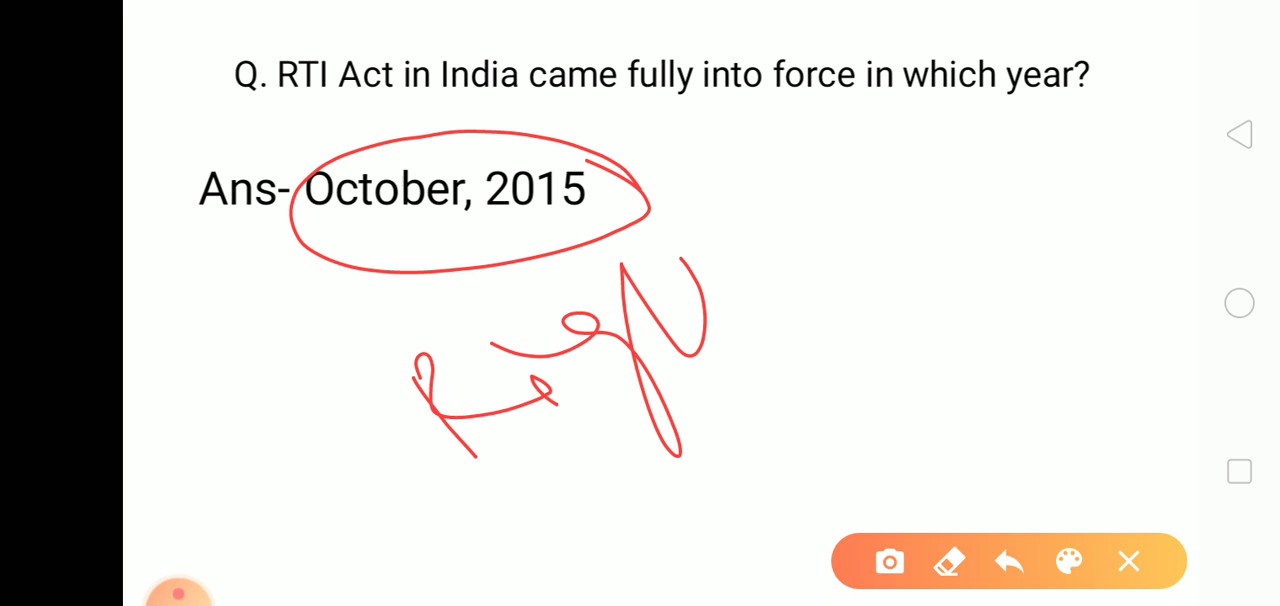 Q. RTI Act in India came fully into force in which year?
Ans- October, 2015